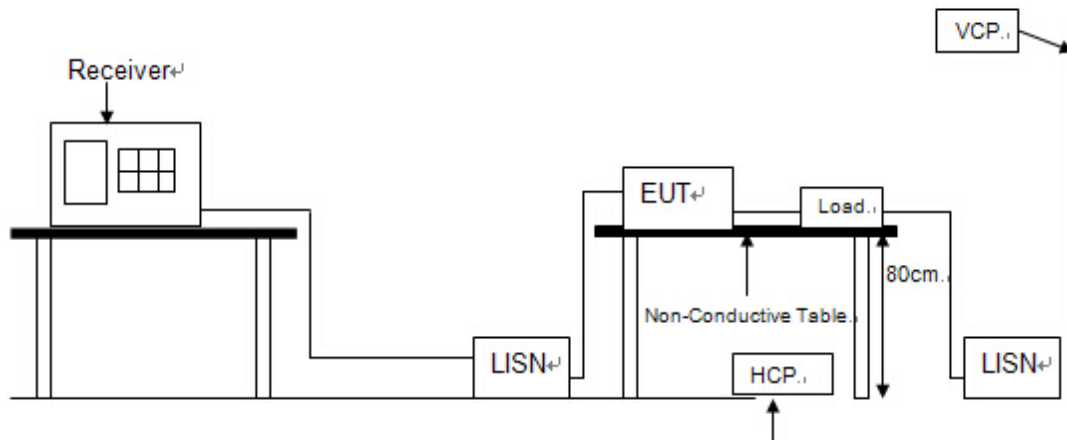 VCP.
Receiver↵
EUT↵
Load.
80cm.
Non-Conductive Table.
LISN↵
HCP.
LISN↵